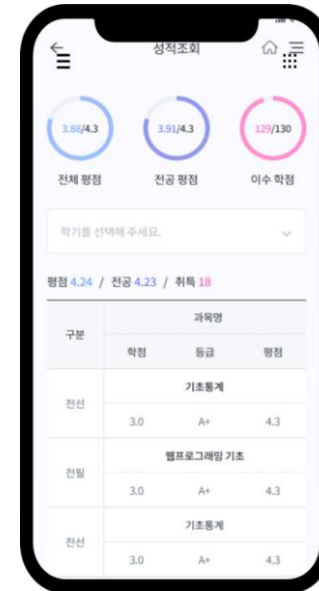 성적조회
3.88/4.3
3.91/4.3
129/130
전체 평점
전공 평점
이수 학점
학기를 선택해 주세요.
평점 4.24 / 전공 4.23 / 취득 18
구분
과목명
학점 등급 평점
전선
기초통계
3.0 A+ 4.3
전필
웹프로그래밍 기초
3.0 A+ 4.3
전선
기초통계
3.0 A+ 4.3